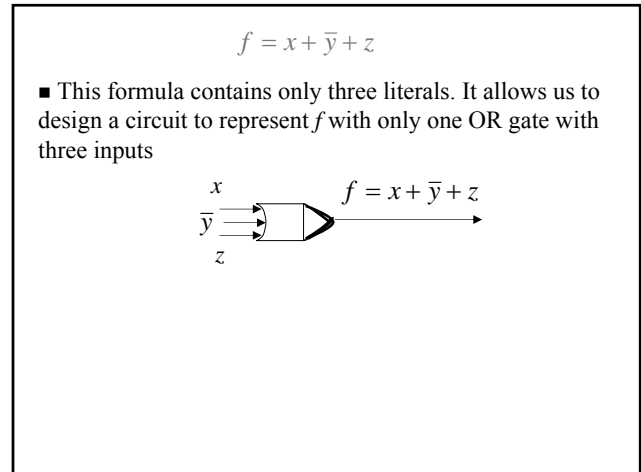 f = x + y̅ + z
■ This formula contains only three literals. It allows us to
design a circuit to represent f with only one OR gate with
three inputs
x
y̅
z
f = x + y̅ + z